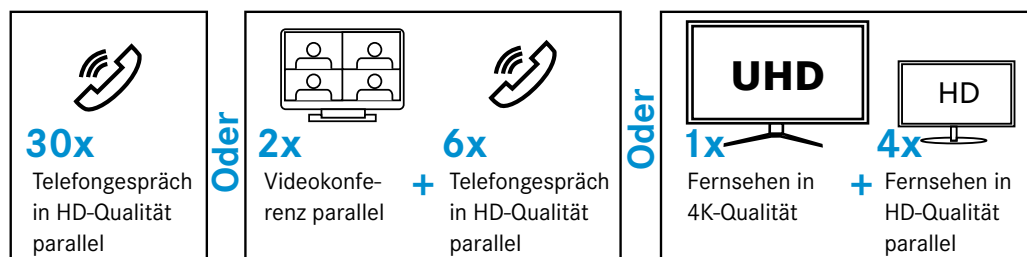 30x
Telefongespräch
in HD-Qualität
parallel
Oder
2x
Videokonfe-
renz parallel
+
6x
Telefongespräch
in HD-Qualität
parallel
Oder
UHD
1x
Fernsehen in
4K-Qualität
+
HD
4x
Fernsehen in
HD-Qualität
parallel